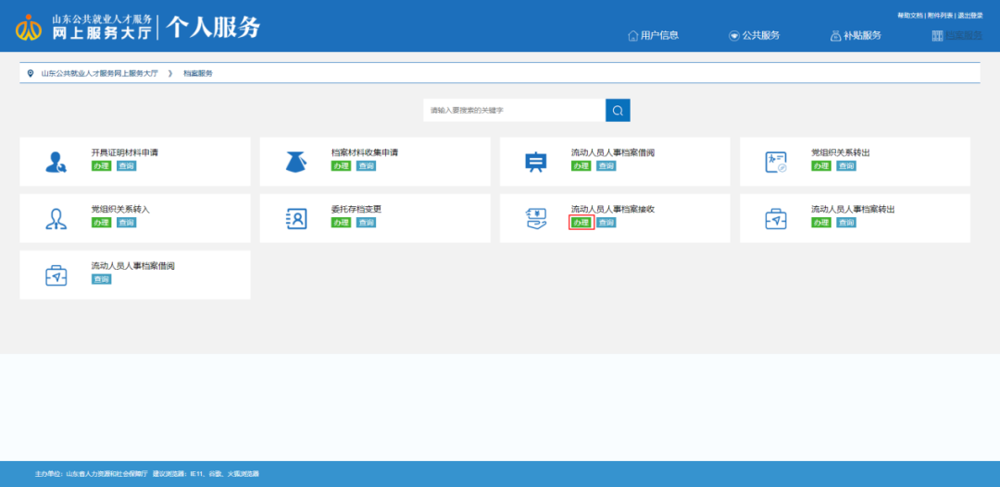 山东公共就业人才服务
网上服务大厅
个人服务
帮助文档 | 附件列表 | 退出登录
用户信息
公共服务
补贴服务
档案服务
山东公共就业人才服务网上服务大厅 》 档案服务
请输入要搜索的关键字
开具证明材料申请
办理 查询
档案材料收集申请
办理 查询
流动人员人事档案借阅
办理 查询
党组织关系转出
办理 查询
党组织关系转入
办理 查询
委托存档变更
办理 查询
流动人员人事档案接收
办理 查询
流动人员人事档案转出
办理 查询
流动人员人事档案借阅
查询
主办单位：山东省人力资源和社会保障厅 建议浏览器：IE11、谷歌、火狐浏览器